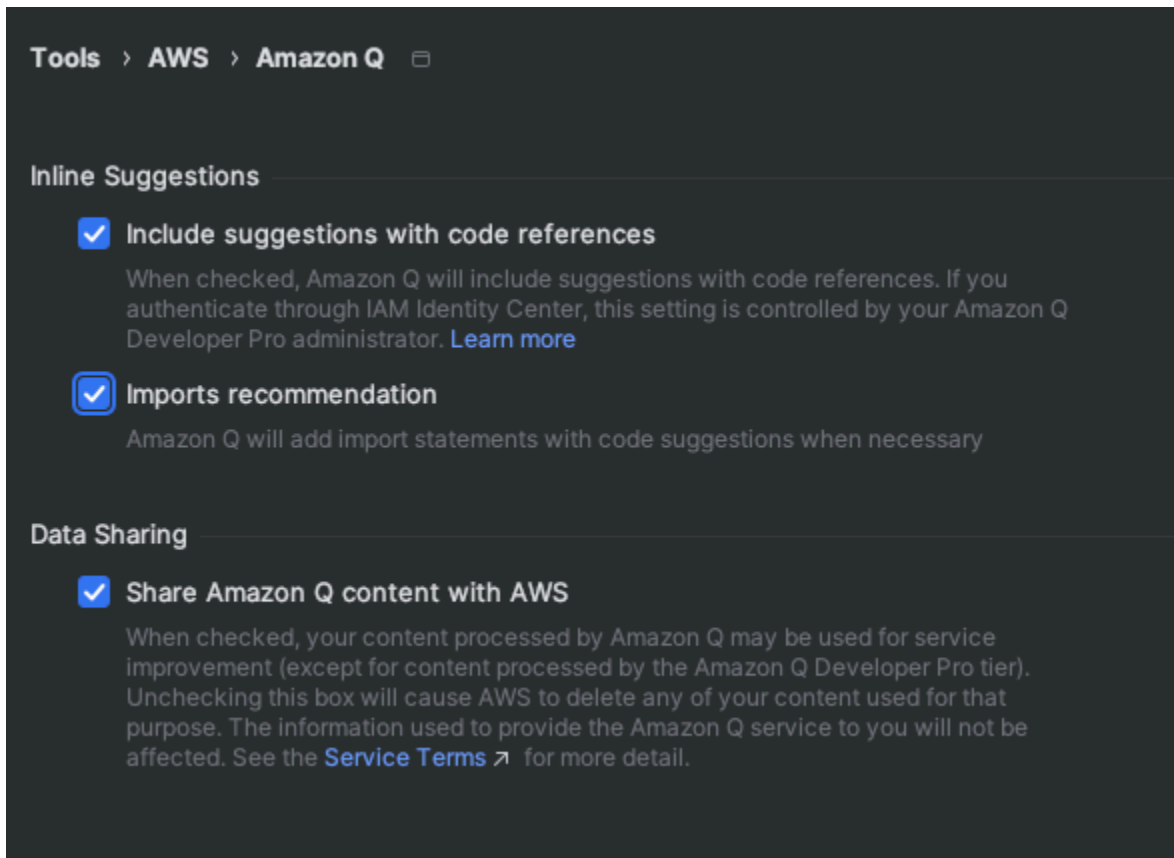 Tools › AWS › Amazon Q
Inline Suggestions
Include suggestions with code references
When checked, Amazon Q will include suggestions with code references. If you
authenticate through IAM Identity Center, this setting is controlled by your Amazon Q
Developer Pro administrator. Learn more
Imports recommendation
Amazon Q will add import statements with code suggestions when necessary
Data Sharing
Share Amazon Q content with AWS
When checked, your content processed by Amazon Q may be used for service
improvement (except for content processed by the Amazon Q Developer Pro tier).
Unchecking this box will cause AWS to delete any of your content used for that
purpose. The information used to provide the Amazon Q service to you will not be
affected. See the Service Terms ↗ for more detail.